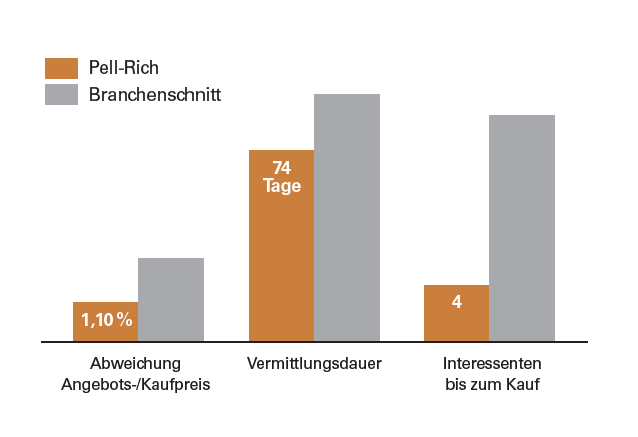 Pell-Rich
Branchenschnitt
1,10 %
74
Tage
4
Abweichung
Angebots-/Kaufpreis
Vermittlungsdauer
Interessenten
bis zum Kauf